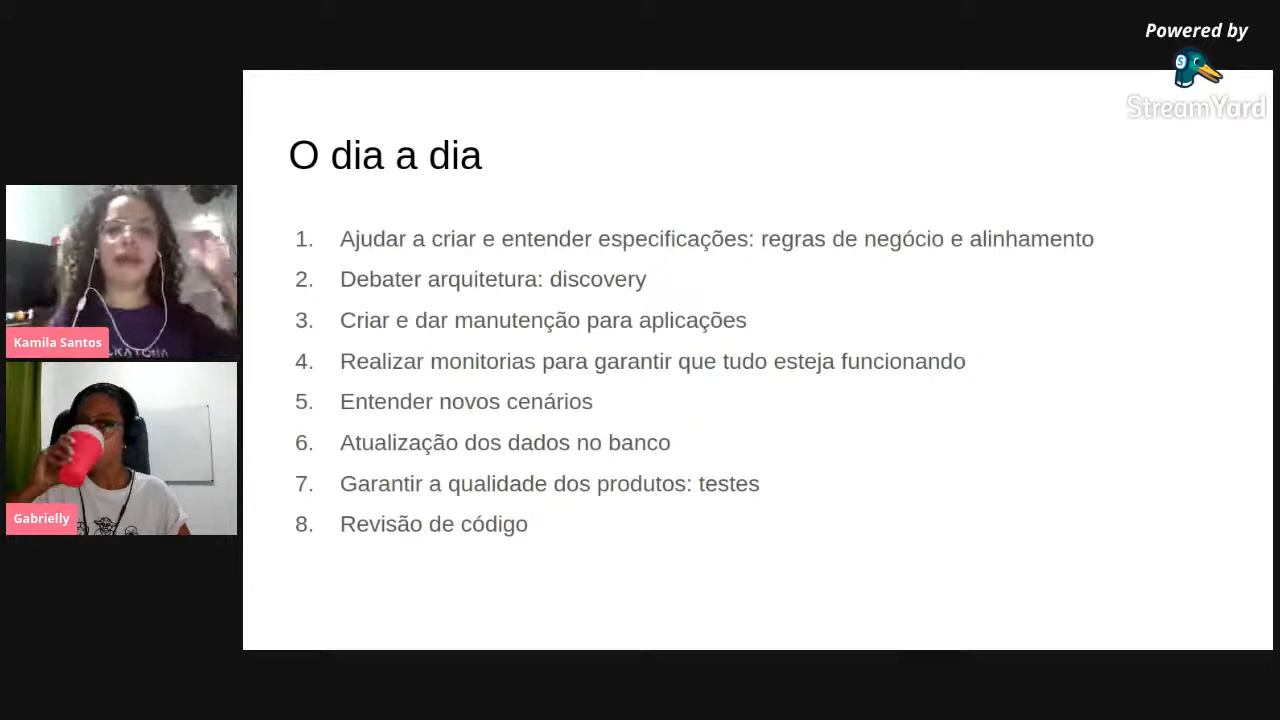 Powered by
StreamYard
O dia a dia
1. Ajudar a criar e entender especificações: regras de negócio e alinhamento
2. Debater arquitetura: discovery
3. Criar e dar manutenção para aplicações
4. Realizar monitorias para garantir que tudo esteja funcionando
5. Entender novos cenários
6. Atualização dos dados no banco
7. Garantir a qualidade dos produtos: testes
8. Revisão de código
Kamila Santos
Gabrielly